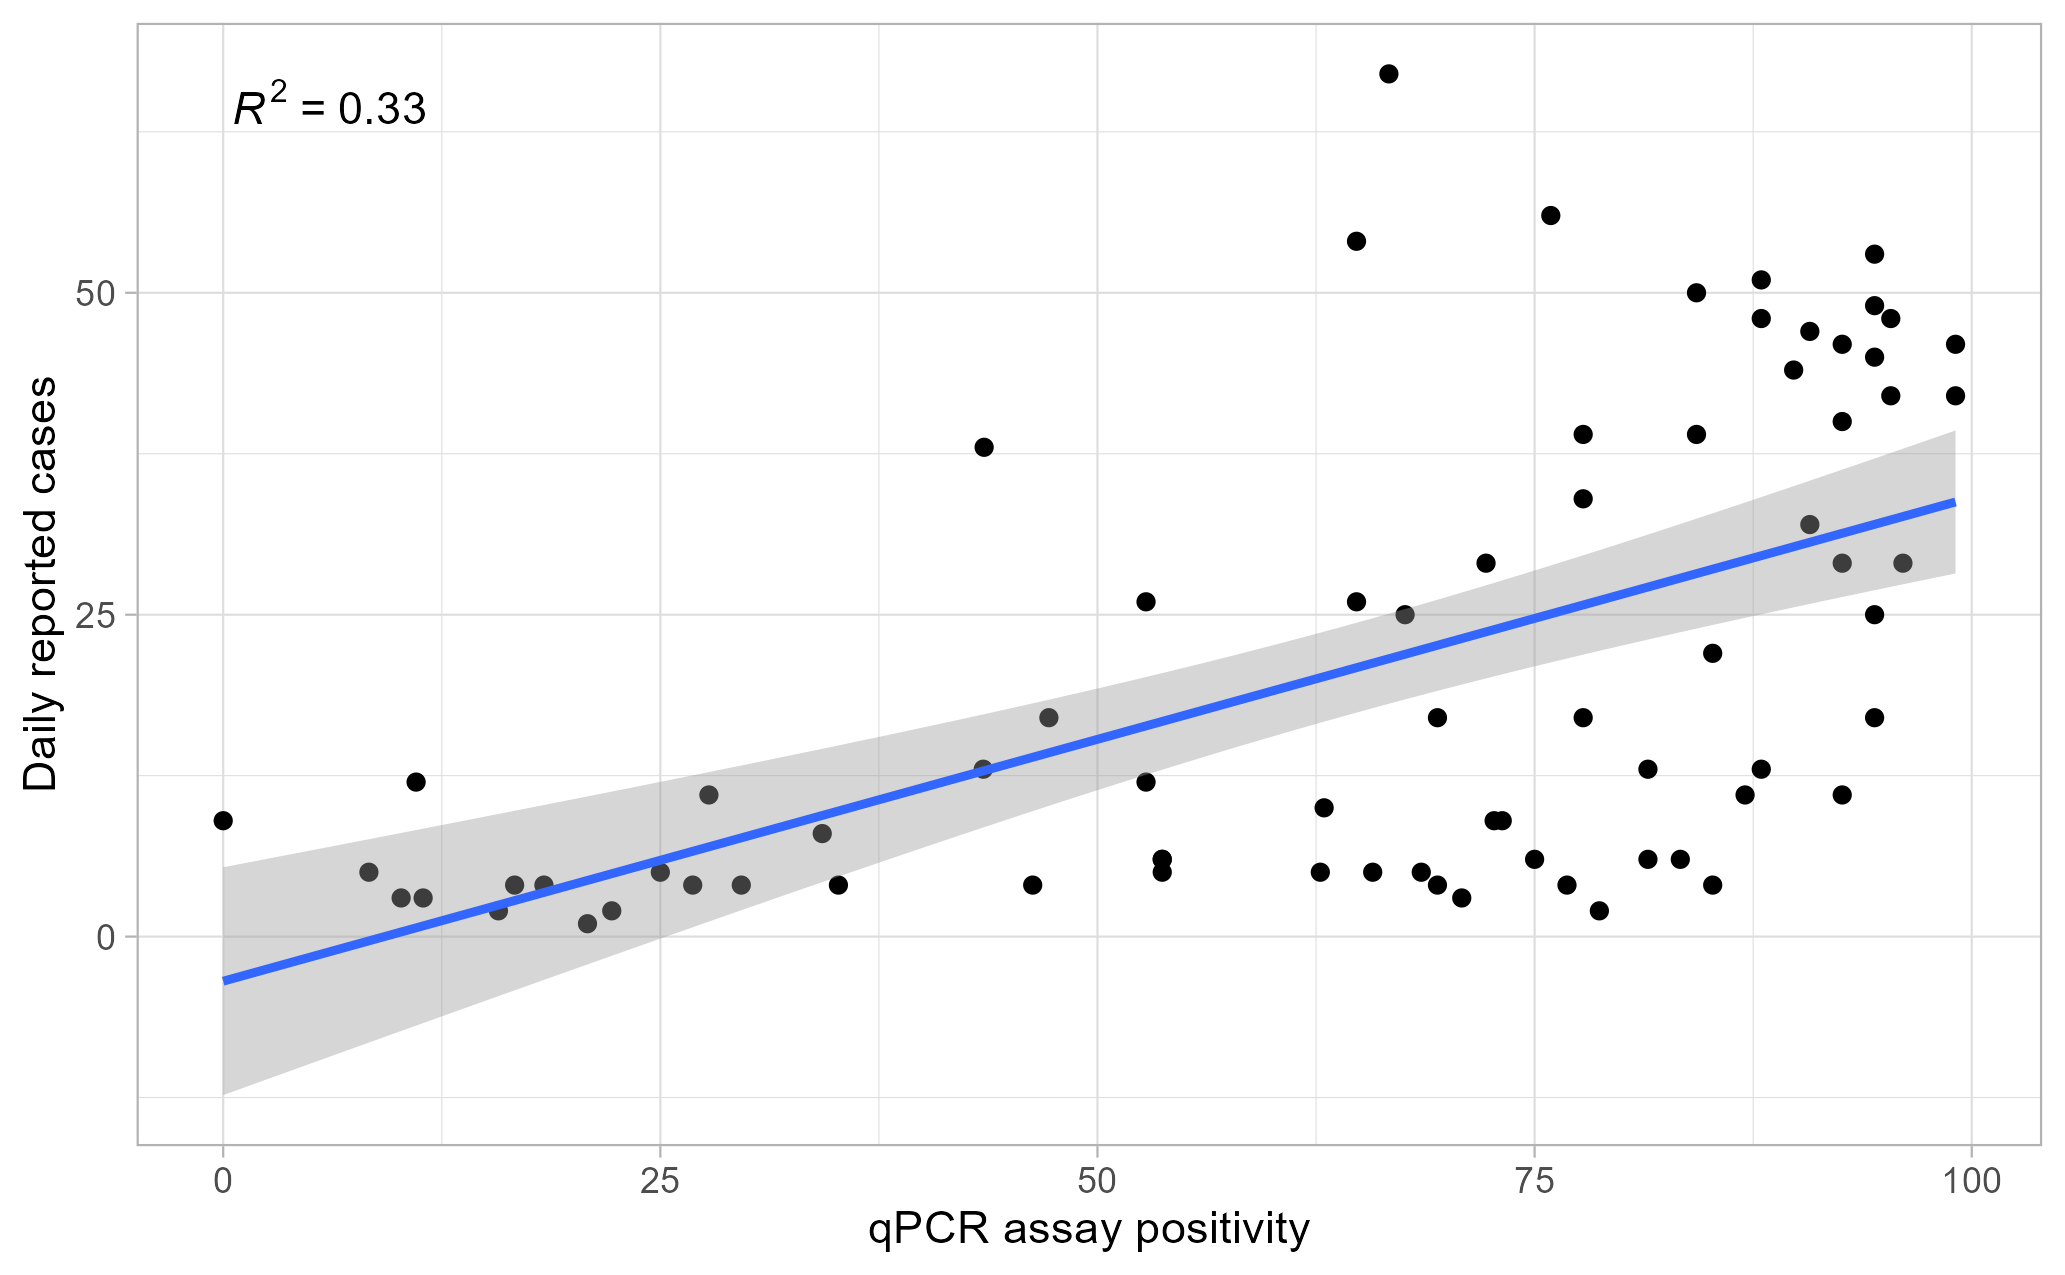 R² = 0.33
Daily reported cases
50
25
0
0 25 50 75 100
qPCR assay positivity